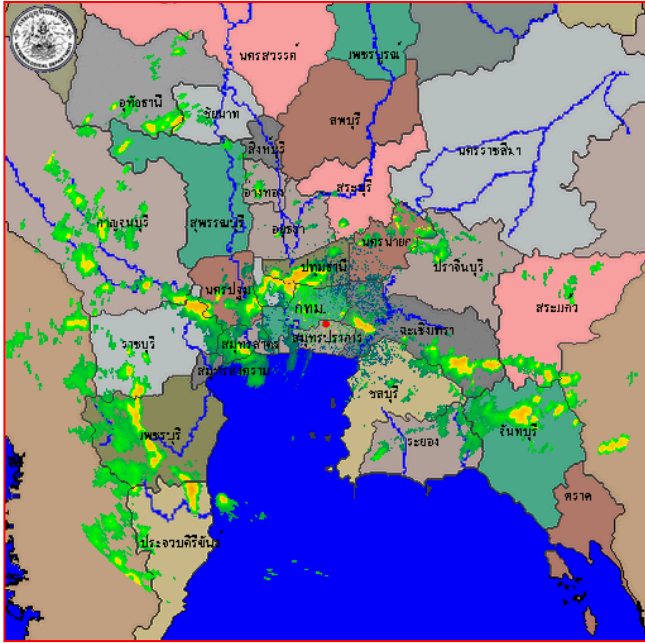 นครสวรรค์
เพชรบูรณ์
อุทัยธานี
ชัยนาท
ลพบุรี
สิงห์บุรี
นครราชสีมา
อ่างทอง
สระบุรี
กาญจนบุรี
สุพรรณบุรี
อยุธยา
นครนายก
ปทุมธานี
ปราจีนบุรี
นครปฐม
กทม.
สระแก้ว
ฉะเชิงเทรา
ราชบุรี
สมุทรสาคร
สมุทรปราการ
สมุทรสงคราม
ชลบุรี
เพชรบุรี
ระยอง
จันทบุรี
ตราด
ประจวบคีรีขันธ์